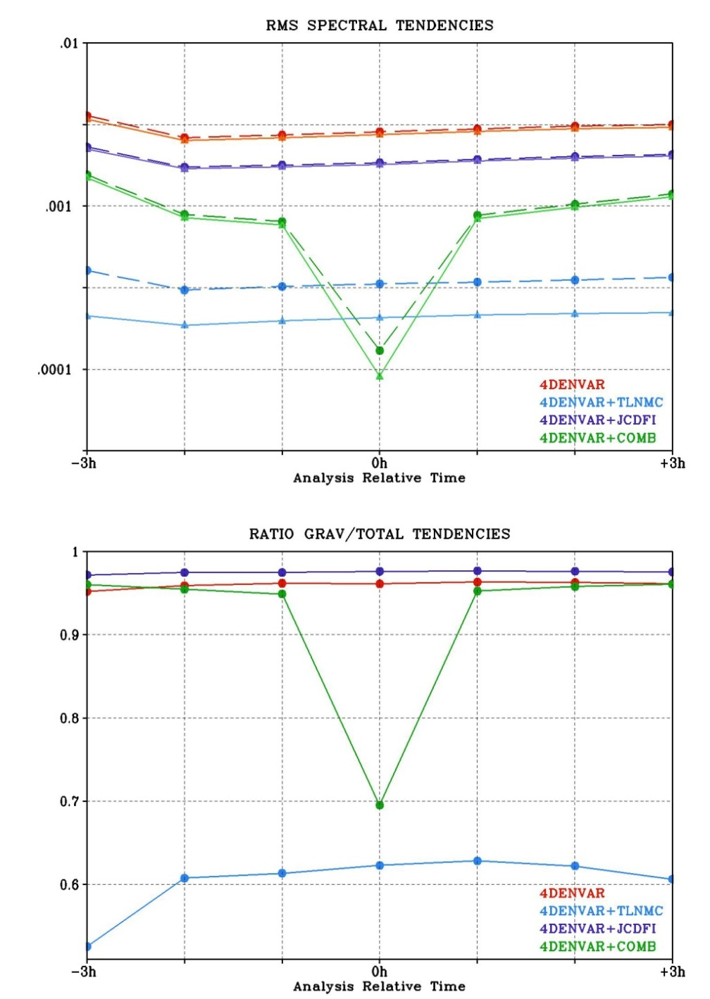 RMS SPECTRAL TENDENCIES
.01
.001
.0001
4DENVAR
4DENVAR+TLNMC
4DENVAR+JCDFI
4DENVAR+COMB
−3h 0h +3h
Analysis Relative Time
RATIO GRAV/TOTAL TENDENCIES
1
0.9
0.8
0.7
0.6
4DENVAR
4DENVAR+TLNMC
4DENVAR+JCDFI
4DENVAR+COMB
−3h 0h +3h
Analysis Relative Time